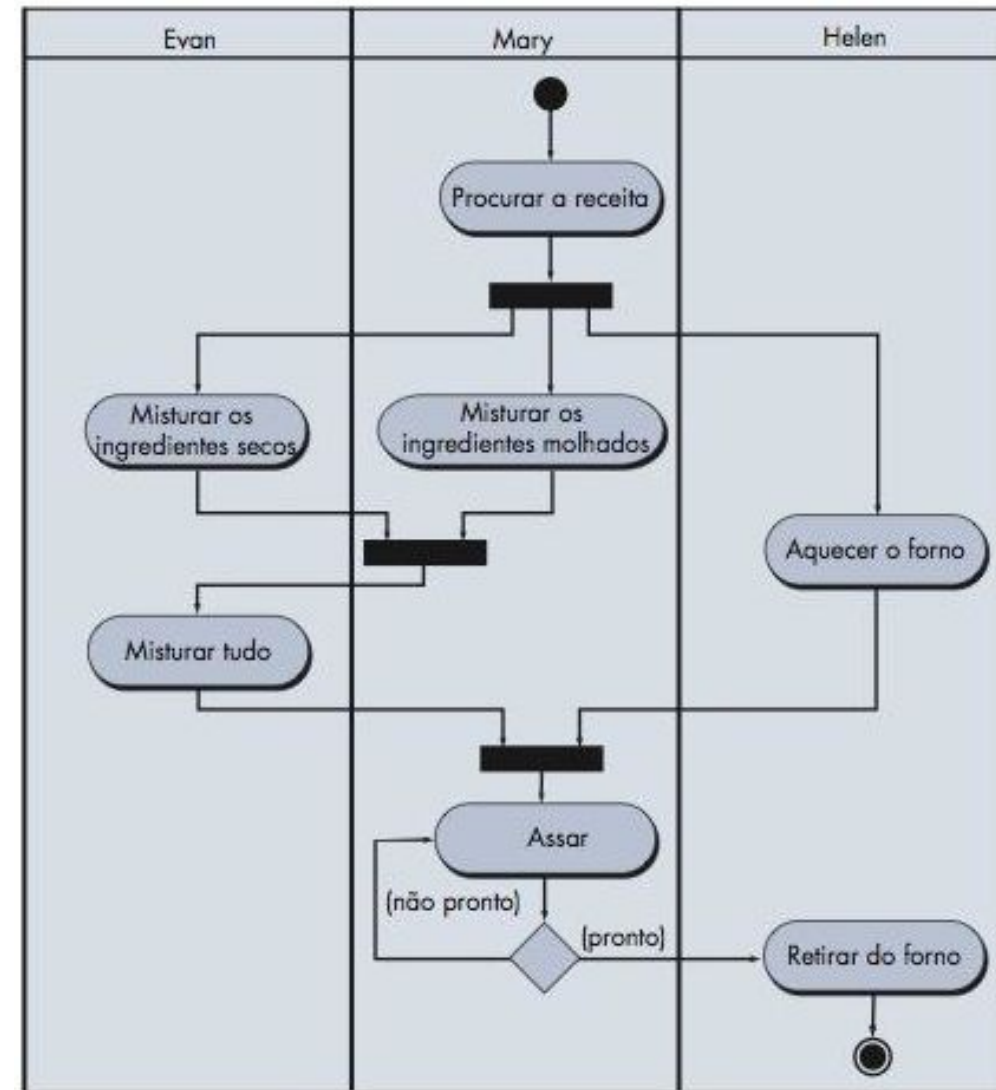 Evan
Mary
Helen
Procurar a receita
Misturar os
ingredientes secos
Misturar os
ingredientes molhados
Aquecer o forno
Misturar tudo
Assar
(não pronto)
(pronto)
Retirar do forno